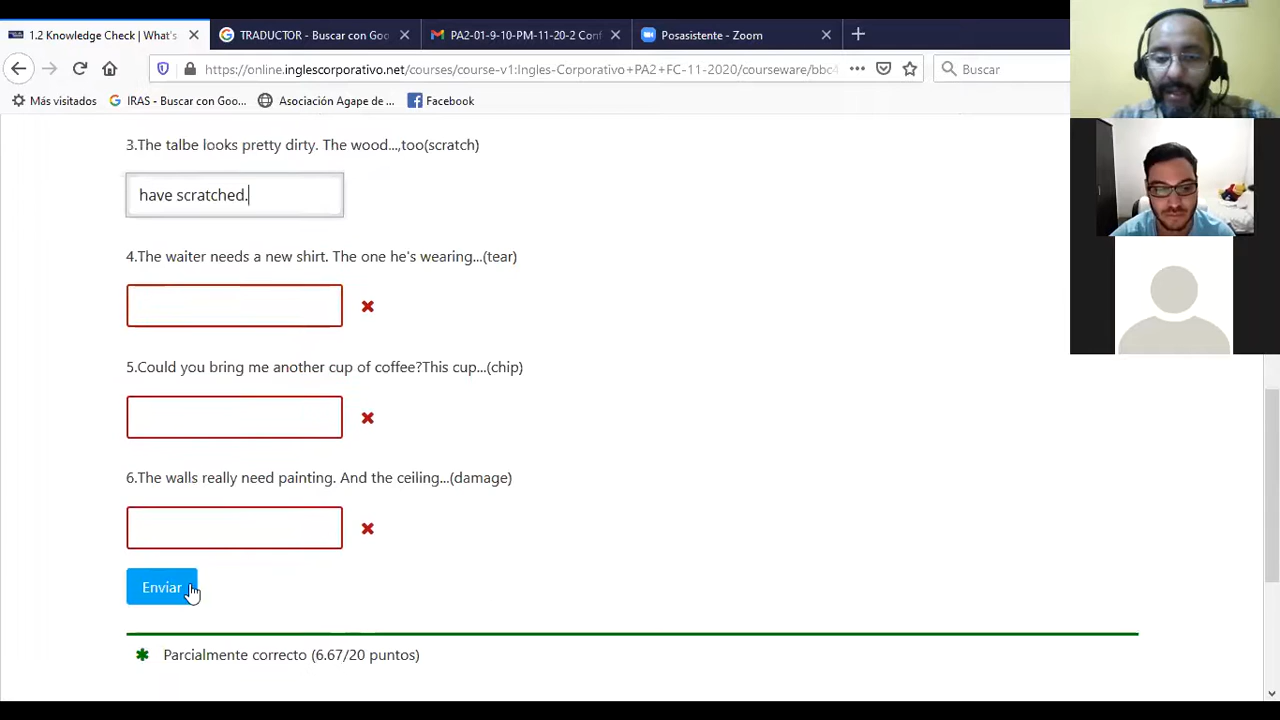 1.2 Knowledge Check | What's
TRADUCTOR - Buscar con Goo
PA2-01-9-10-PM-11-20-2 Conf
Posasistente - Zoom
https://online.inglescorporativo.net/courses/course-v1:Ingles-Corporativo+PA2+FC-11-2020/courseware/bbc4
Buscar
Más visitados
IRAS - Buscar con Goo...
Asociación Agape de ...
Facebook
3.The talbe looks pretty dirty. The wood...,too(scratch)
have scratched.
4.The waiter needs a new shirt. The one he's wearing...(tear)
5.Could you bring me another cup of coffee?This cup...(chip)
6.The walls really need painting. And the ceiling...(damage)
Enviar
Parcialmente correcto (6.67/20 puntos)